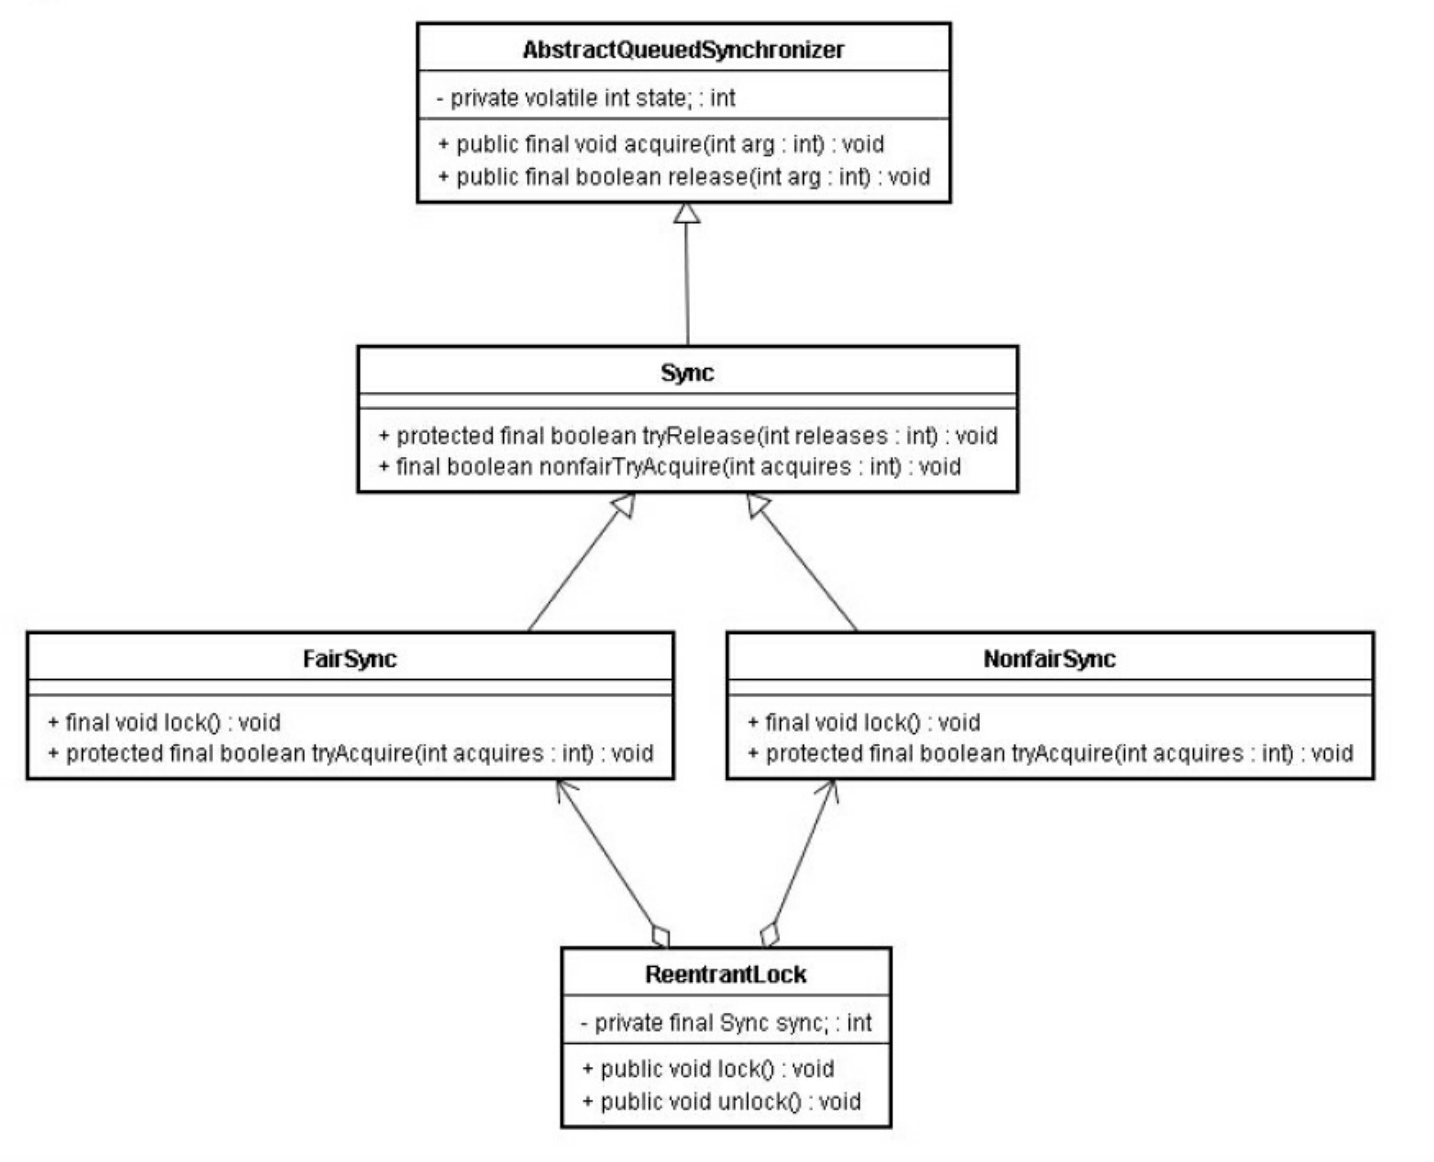 AbstractQueuedSynchronizer
- private volatile int state; : int
+ public final void acquire(int arg : int) : void
+ public final boolean release(int arg : int) : void
Sync
+ protected final boolean tryRelease(int releases : int) : void
+ final boolean nonfairTryAcquire(int acquires : int) : void
FairSync
+ final void lock() : void
+ protected final boolean tryAcquire(int acquires : int) : void
NonfairSync
+ final void lock() : void
+ protected final boolean tryAcquire(int acquires : int) : void
ReentrantLock
- private final Sync sync; : int
+ public void lock() : void
+ public void unlock() : void